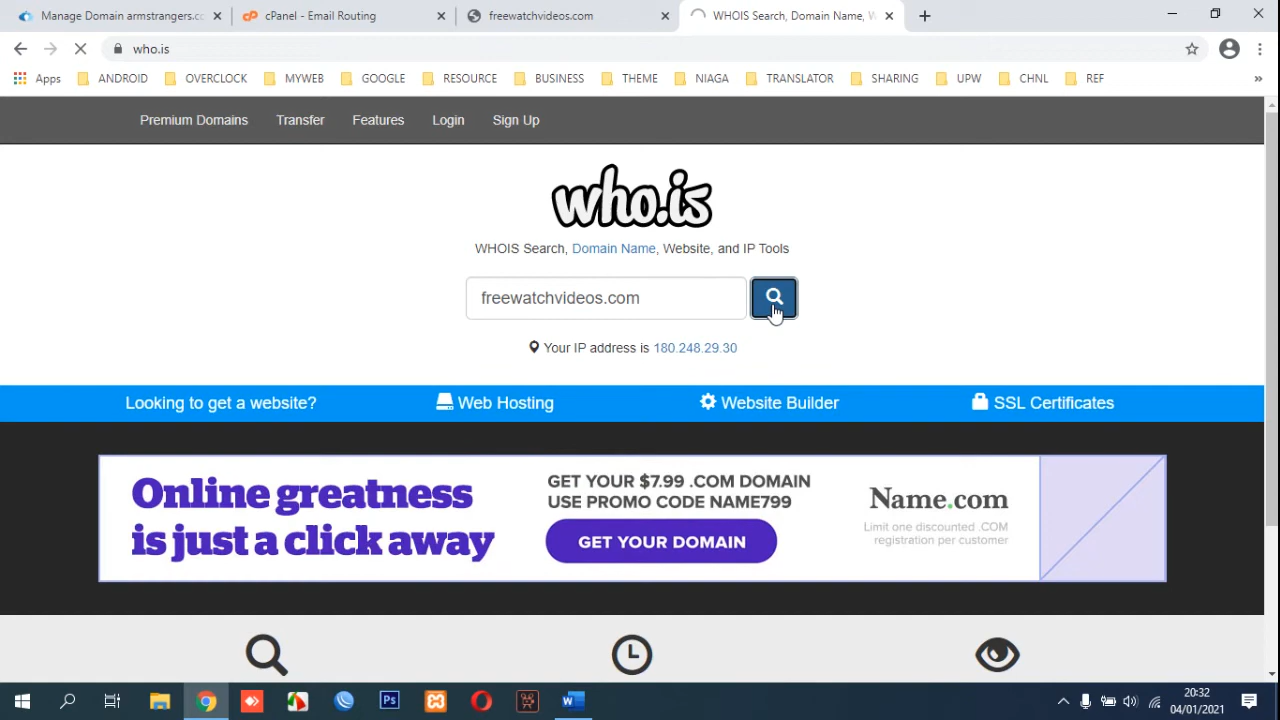 Manage Domain armstrangers.cc
cPanel - Email Routing
freewatchvideos.com
WHOIS Search, Domain Name, W
who.is
Apps
ANDROID
OVERCLOCK
MYWEB
GOOGLE
RESOURCE
BUSINESS
THEME
NIAGA
TRANSLATOR
SHARING
UPW
CHNL
REF
»
Premium Domains
Transfer
Features
Login
Sign Up
who.is
WHOIS Search, Domain Name, Website, and IP Tools
freewatchvideos.com
Your IP address is 180.248.29.30
Looking to get a website?
Web Hosting
Website Builder
SSL Certificates
Online greatness
is just a click away
GET YOUR $7.99 .COM DOMAIN
USE PROMO CODE NAME799
GET YOUR DOMAIN
Name.com
Limit one discounted .COM
registration per customer
Ps
W
20:32
04/01/2021